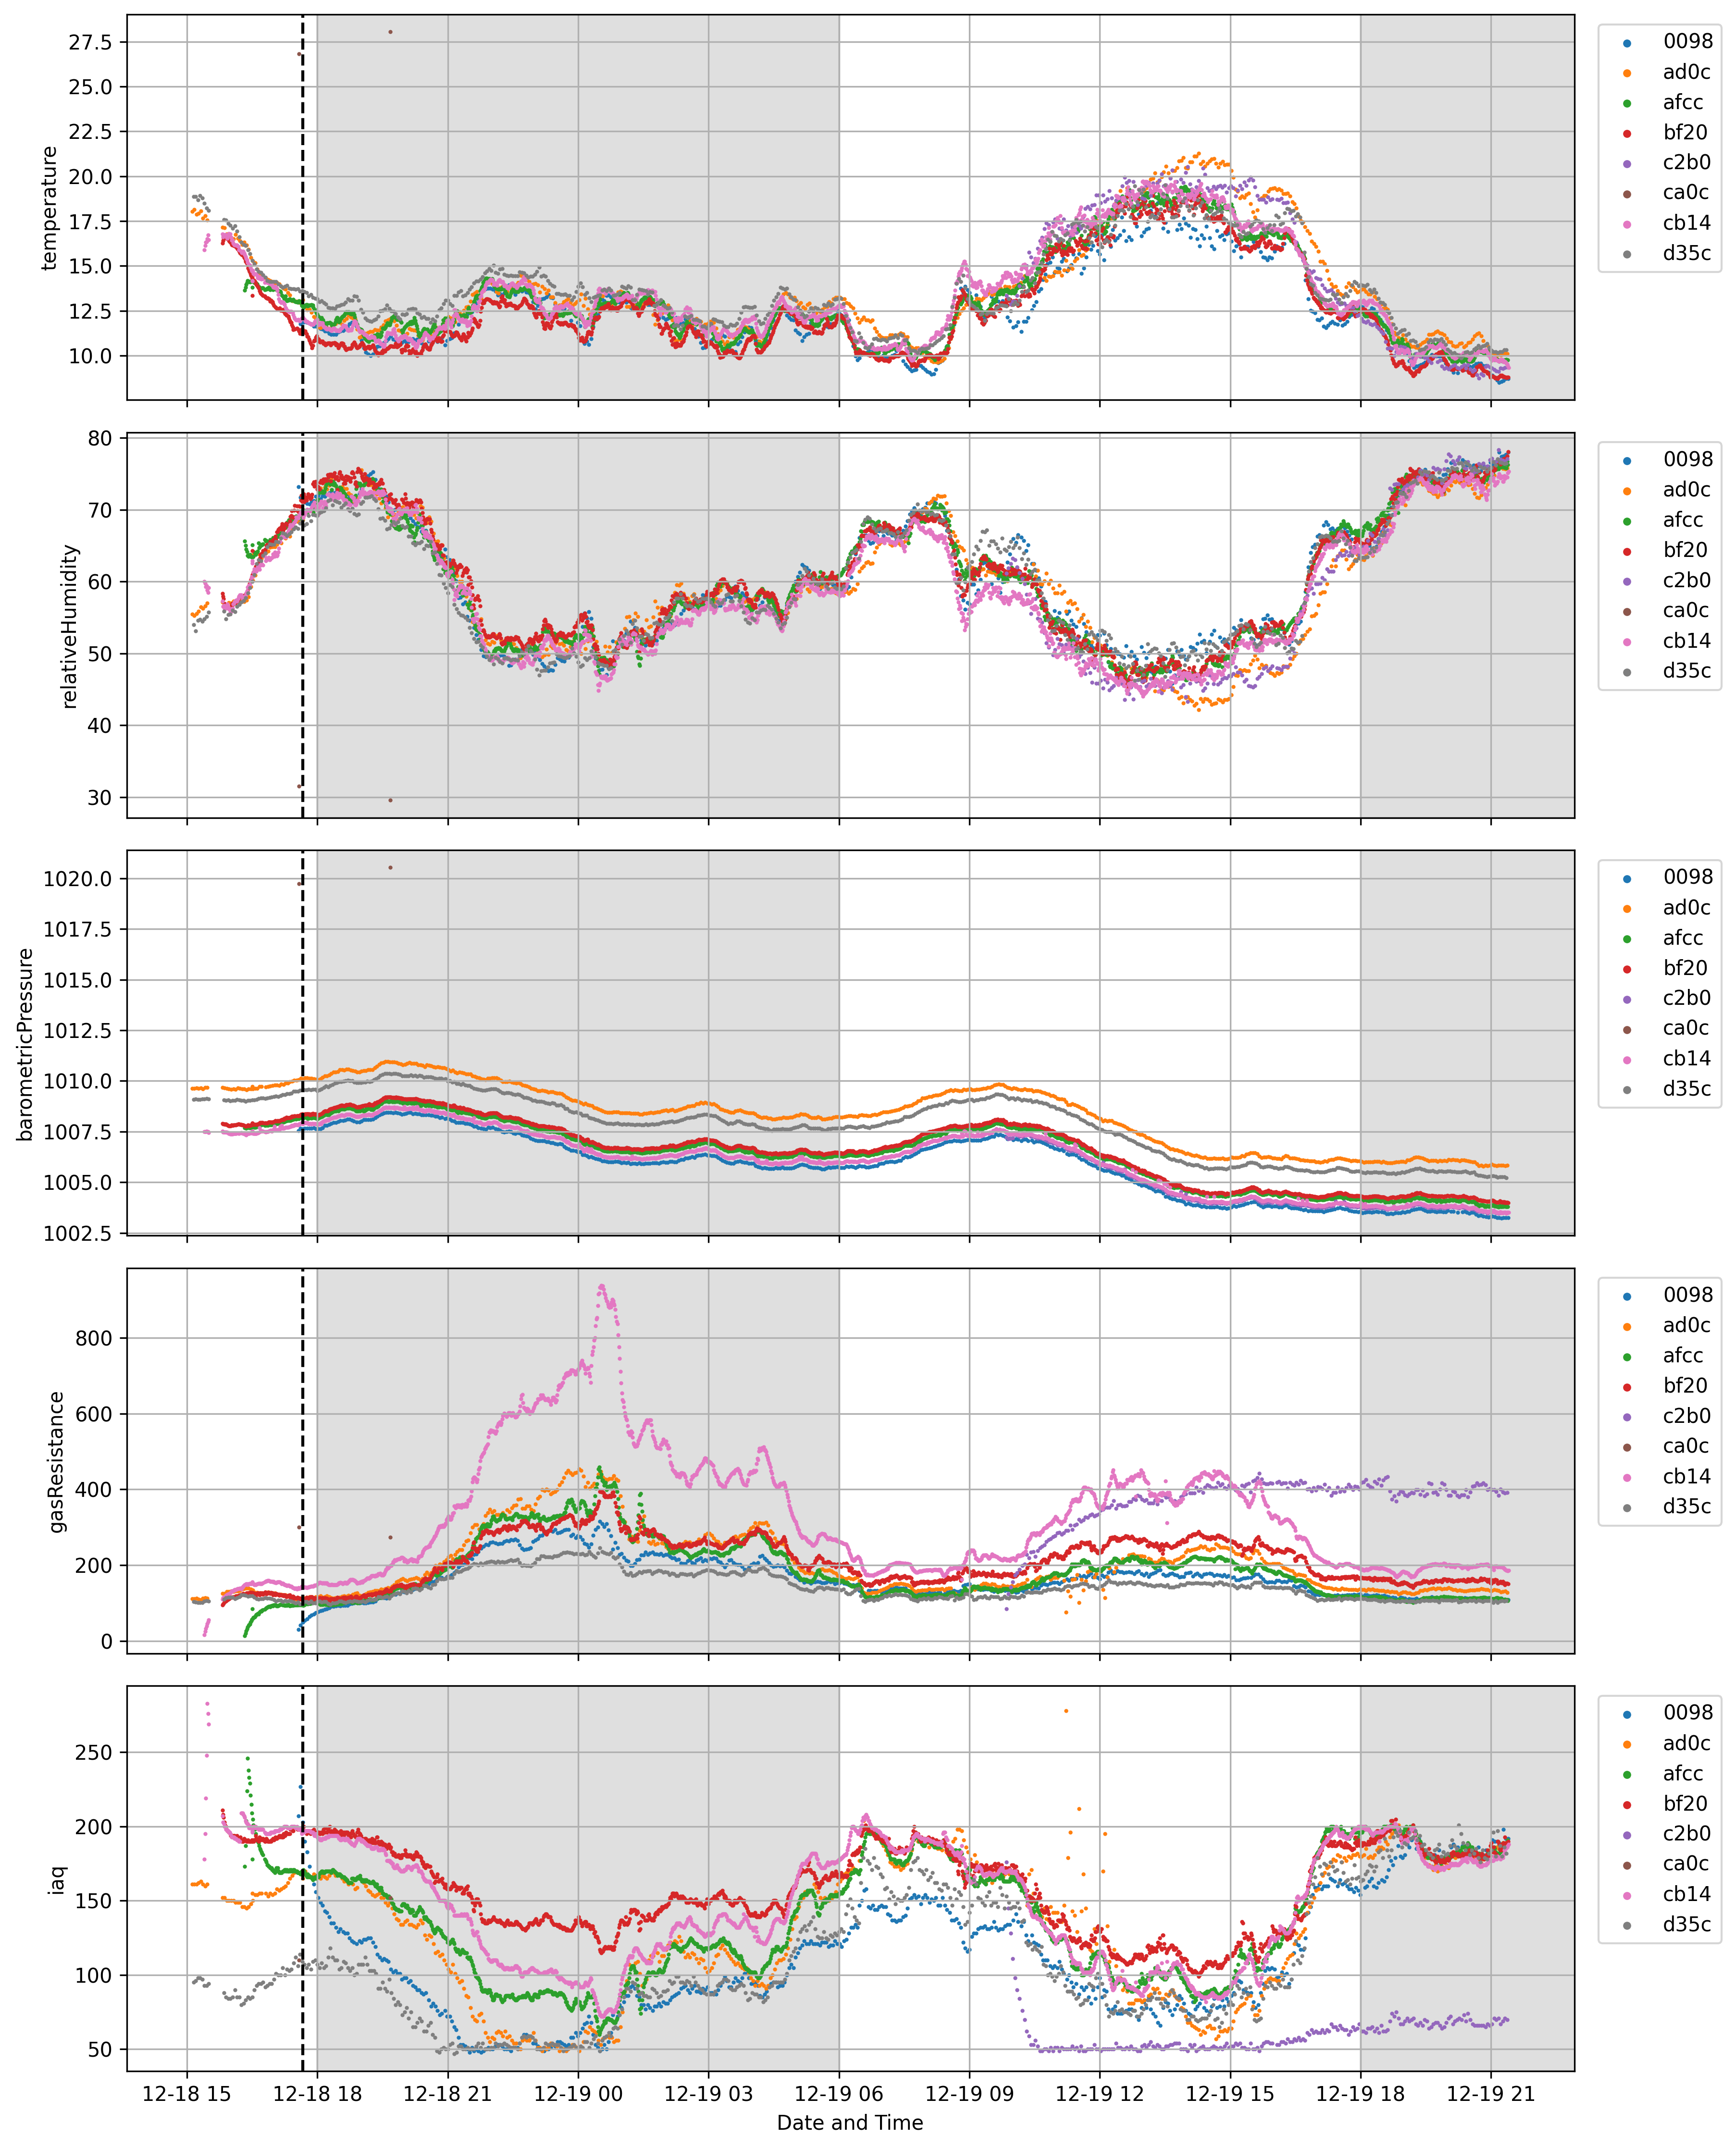 27.5
25.0
22.5
20.0
17.5
15.0
12.5
10.0
temperature
0098
ad0c
afcc
bf20
c2b0
ca0c
cb14
d35c
80
70
60
50
40
30
relativeHumidity
0098
ad0c
afcc
bf20
c2b0
ca0c
cb14
d35c
1020.0
1017.5
1015.0
1012.5
1010.0
1007.5
1005.0
1002.5
barometricPressure
0098
ad0c
afcc
bf20
c2b0
ca0c
cb14
d35c
800
600
400
200
0
gasResistance
0098
ad0c
afcc
bf20
c2b0
ca0c
cb14
d35c
250
200
150
100
50
iaq
0098
ad0c
afcc
bf20
c2b0
ca0c
cb14
d35c
12-18 15 12-18 18 12-18 21 12-19 00 12-19 03 12-19 06 12-19 09 12-19 12 12-19 15 12-19 18 12-19 21
Date and Time